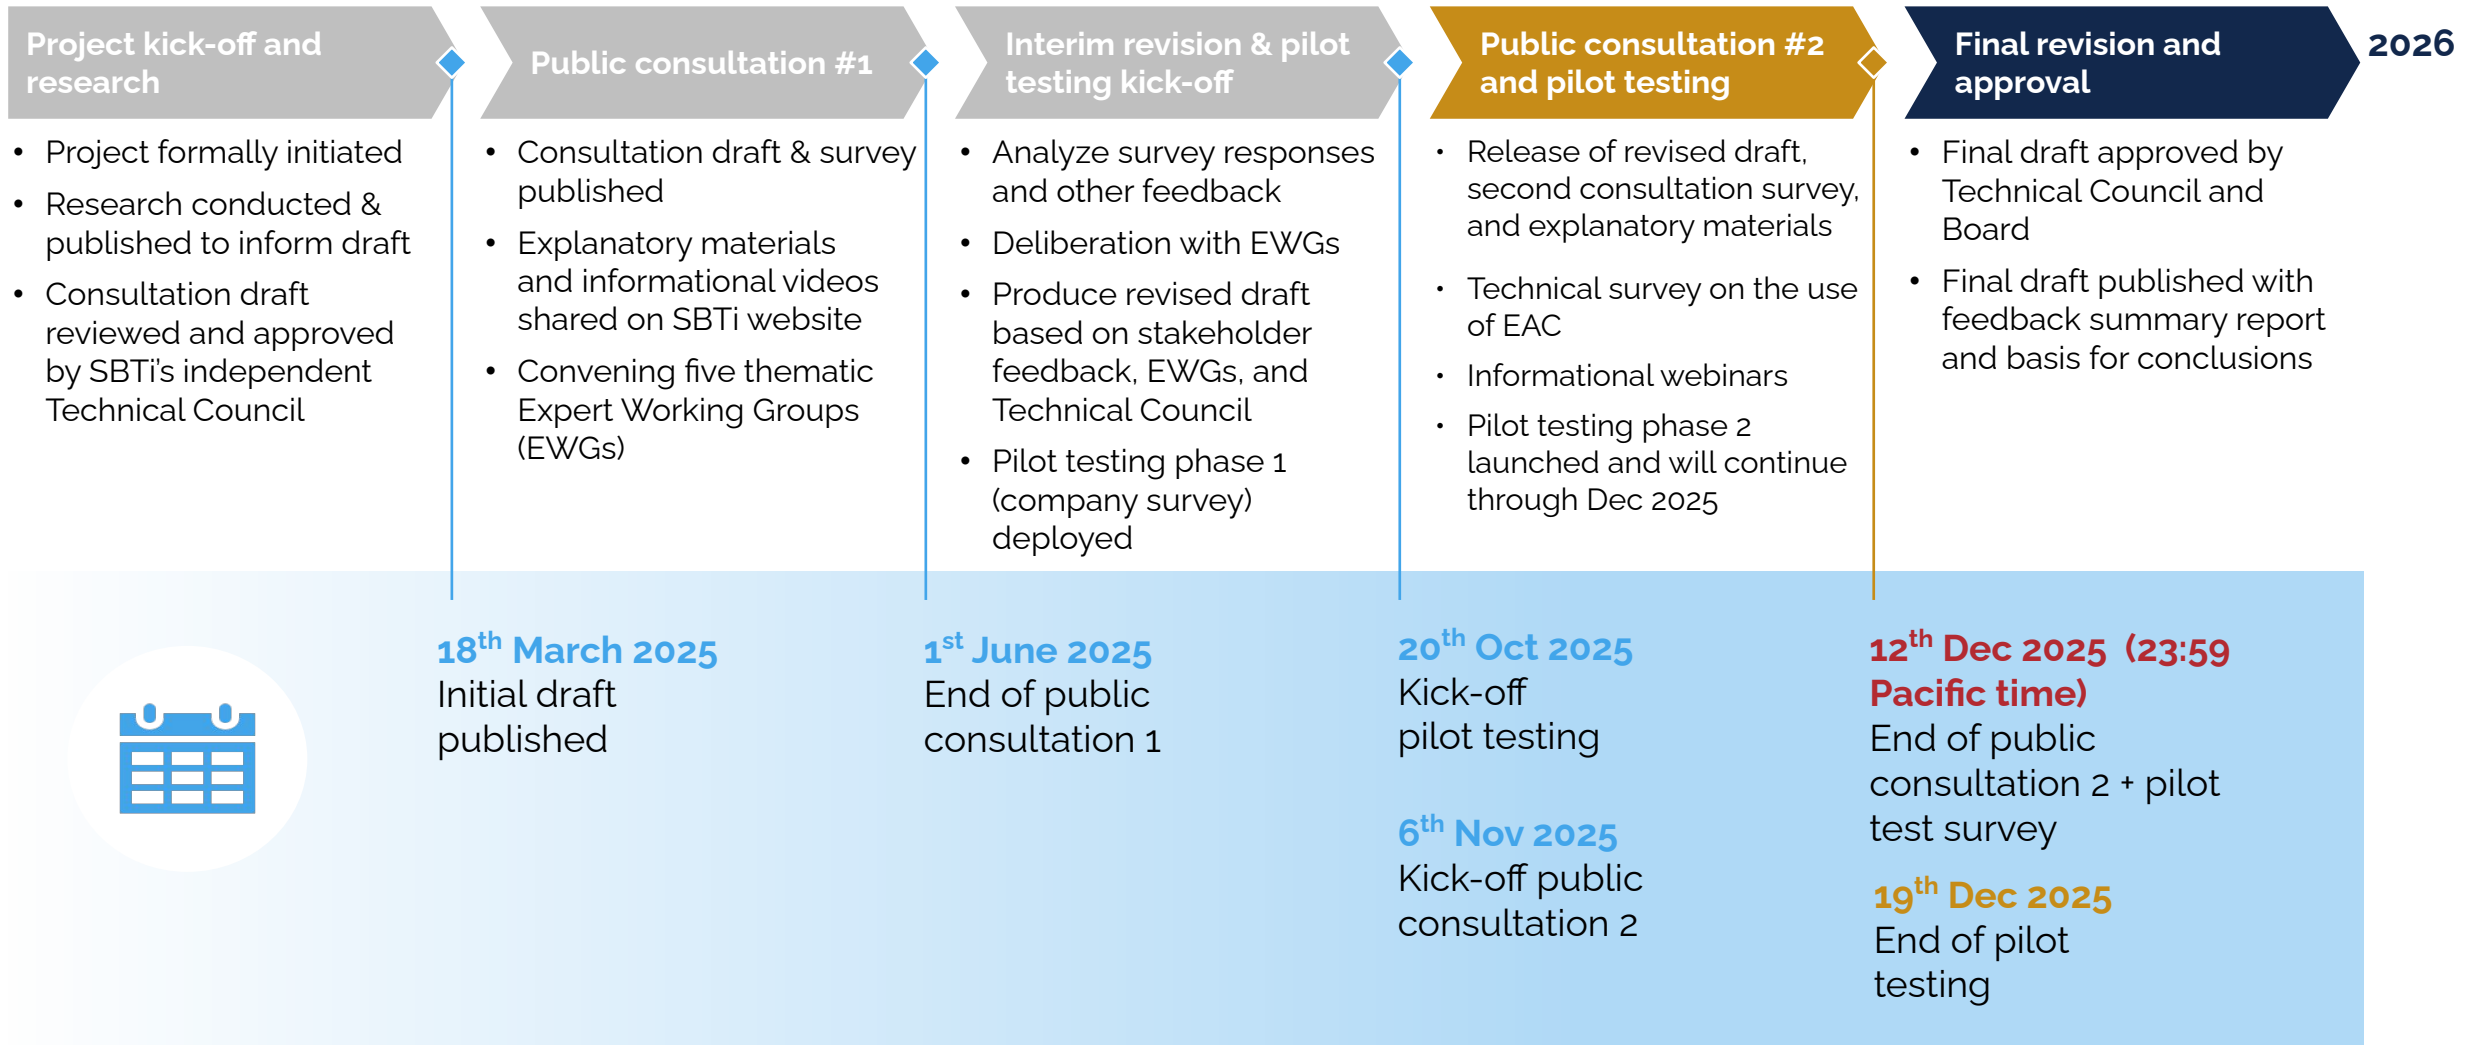 Project kick-off and
research
Public consultation #1
Interim revision & pilot
testing kick-off
Public consultation #2
and pilot testing
Final revision and
approval
2026
• Project formally initiated
• Research conducted &
published to inform draft
• Consultation draft
reviewed and approved
by SBTi’s independent
Technical Council
• Consultation draft & survey
published
• Explanatory materials
and informational videos
shared on SBTi website
• Convening five thematic
Expert Working Groups
(EWGs)
• Analyze survey responses
and other feedback
• Deliberation with EWGs
• Produce revised draft
based on stakeholder
feedback, EWGs, and
Technical Council
• Pilot testing phase 1
(company survey)
deployed
• Release of revised draft,
second consultation survey,
and explanatory materials
• Technical survey on the use
of EAC
• Informational webinars
• Pilot testing phase 2
launched and will continue
through Dec 2025
• Final draft approved by
Technical Council and
Board
• Final draft published with
feedback summary report
and basis for conclusions
18th March 2025
Initial draft
published
1st June 2025
End of public
consultation 1
20th Oct 2025
Kick-off
pilot testing
6th Nov 2025
Kick-off public
consultation 2
12th Dec 2025 (23:59
Pacific time)
End of public
consultation 2 + pilot
test survey
19th Dec 2025
End of pilot
testing